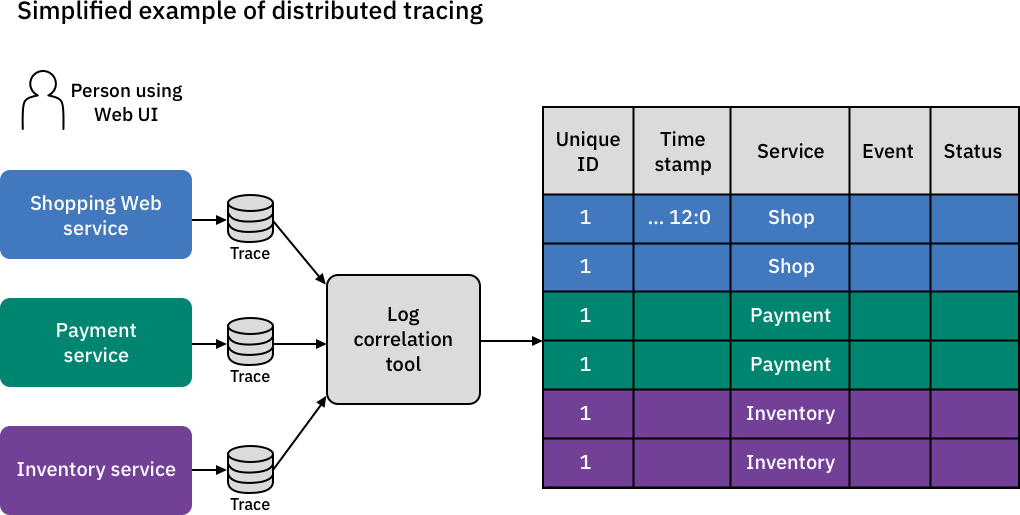 Simplified example of distributed tracing
Person using
Web UI
Shopping Web
service
Trace
Payment
service
Trace
Inventory service
Trace
Log
correlation
tool
Unique
ID
Time
stamp
Service
Event
Status
1 ... 12:0 Shop
1 Shop
1 Payment
1 Payment
1 Inventory
1 Inventory